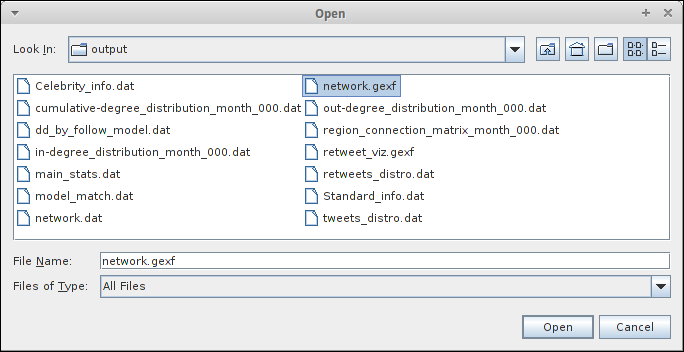 Open
Look In: output
Celebrity_info.dat
cumulative-degree_distribution_month_000.dat
dd_by_follow_model.dat
in-degree_distribution_month_000.dat
main_stats.dat
model_match.dat
network.dat
network.gexf
out-degree_distribution_month_000.dat
region_connection_matrix_month_000.dat
retweet_viz.gexf
retweets_distro.dat
Standard_info.dat
tweets_distro.dat
File Name: network.gexf
Files of Type: All Files
Open Cancel